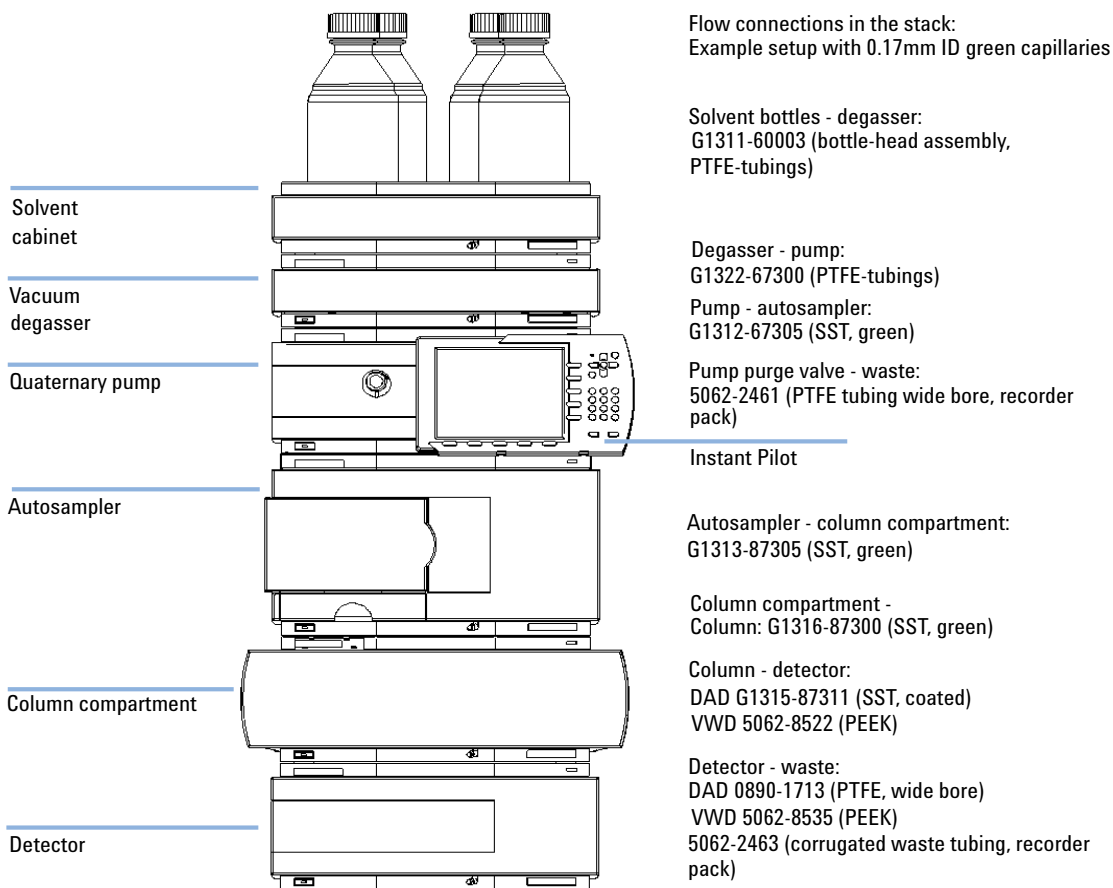 Flow connections in the stack:
Example setup with 0.17mm ID green capillaries
Solvent bottles - degasser:
G1311-60003 (bottle-head assembly,
PTFE-tubings)
Solvent
cabinet
Degasser - pump:
G1322-67300 (PTFE-tubings)
Vacuum
degasser
Pump - autosampler:
G1312-67305 (SST, green)
Quaternary pump
Pump purge valve - waste:
5062-2461 (PTFE tubing wide bore, recorder
pack)
Instant Pilot
Autosampler
Autosampler - column compartment:
G1313-87305 (SST, green)
Column compartment -
Column: G1316-87300 (SST, green)
Column compartment
Column - detector:
DAD G1315-87311 (SST, coated)
VWD 5062-8522 (PEEK)
Detector
Detector - waste:
DAD 0890-1713 (PTFE, wide bore)
VWD 5062-8535 (PEEK)
5062-2463 (corrugated waste tubing, recorder
pack)